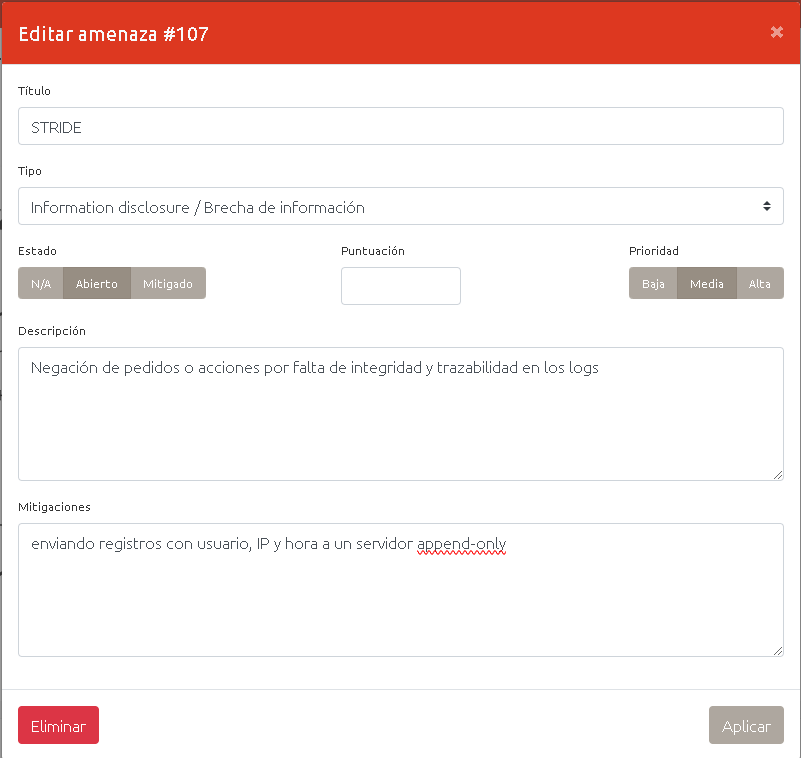 Editar amenaza #107
Título
STRIDE
Tipo
Information disclosure / Brecha de información
Estado Puntuación Prioridad
N/A Abierto Mitigado Baja Media Alta
Descripción
Negación de pedidos o acciones por falta de integridad y trazabilidad en los logs
Mitigaciones
enviando registros con usuario, IP y hora a un servidor append-only
Eliminar Aplicar